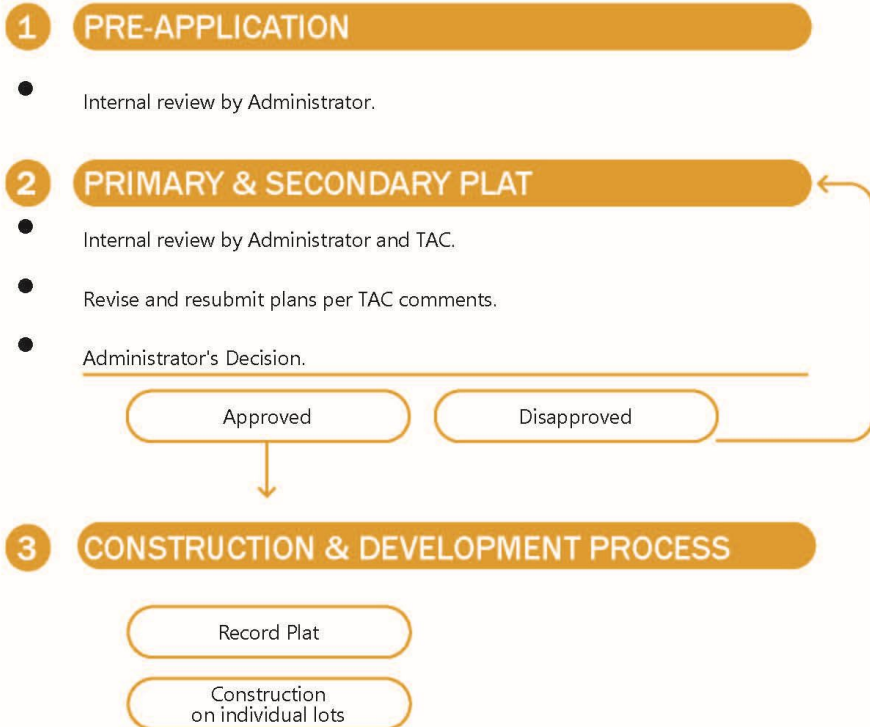 1 PRE-APPLICATION
Internal review by Administrator.
2 PRIMARY & SECONDARY PLAT
Internal review by Administrator and TAC.
Revise and resubmit plans per TAC comments.
Administrator's Decision.
Approved
Disapproved
3 CONSTRUCTION & DEVELOPMENT PROCESS
Record Plat
Construction
on individual lots